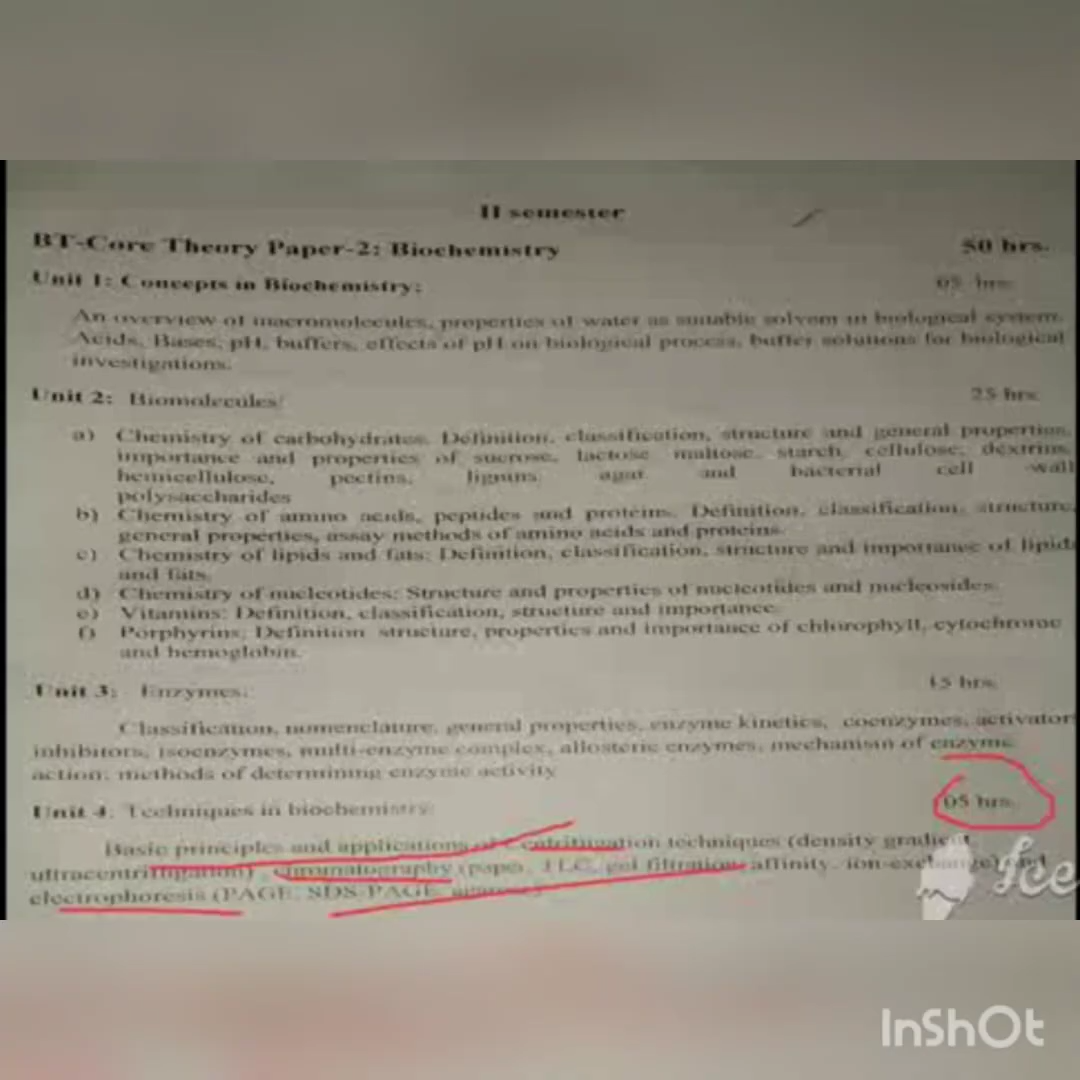 II semester
BT-Core Theory Paper-2: Biochemistry 50 hrs.
Unit 1: Concepts in Biochemistry: 05 hrs.
An overview of macromolecules, properties of water as suitable solvent in biological system.
Acids, Bases, pH, buffers, effects of pH on biological process, buffer solutions for biological
investigations.
Unit 2: Biomolecules: 25 hrs.
a) Chemistry of carbohydrates. Definition, classification, structure and general properties,
importance and properties of sucrose, lactose maltose, starch, cellulose, dextrins,
hemicellulose, pectins, lignins, agar and bacterial cell wall
polysaccharides
b) Chemistry of amino acids, peptides and proteins. Definition, classification, structure,
general properties, assay methods of amino acids and proteins.
c) Chemistry of lipids and fats: Definition, classification, structure and importance of lipids
and fats.
d) Chemistry of nucleotides: Structure and properties of nucleotides and nucleosides.
e) Vitamins: Definition, classification, structure and importance.
f) Porphyrins; Definition structure, properties and importance of chlorophyll, cytochrome
and hemoglobin.
Unit 3: Enzymes: 15 hrs.
Classification, nomenclature, general properties, enzyme kinetics, coenzymes, activator
inhibitors, isoenzymes, multi-enzyme complex, allosteric enzymes, mechanism of enzyme
action, methods of determining enzyme activity
Unit 4: Techniques in biochemistry: 05 hrs.
Basic principles and applications of Centrifugation techniques (density gradient,
ultracentrifugation), chromatography (paper, TLC, gel filtration affinity, ion-exchange) and
electrophoresis (PAGE, SDS-PAGE,
Ice
InShOt